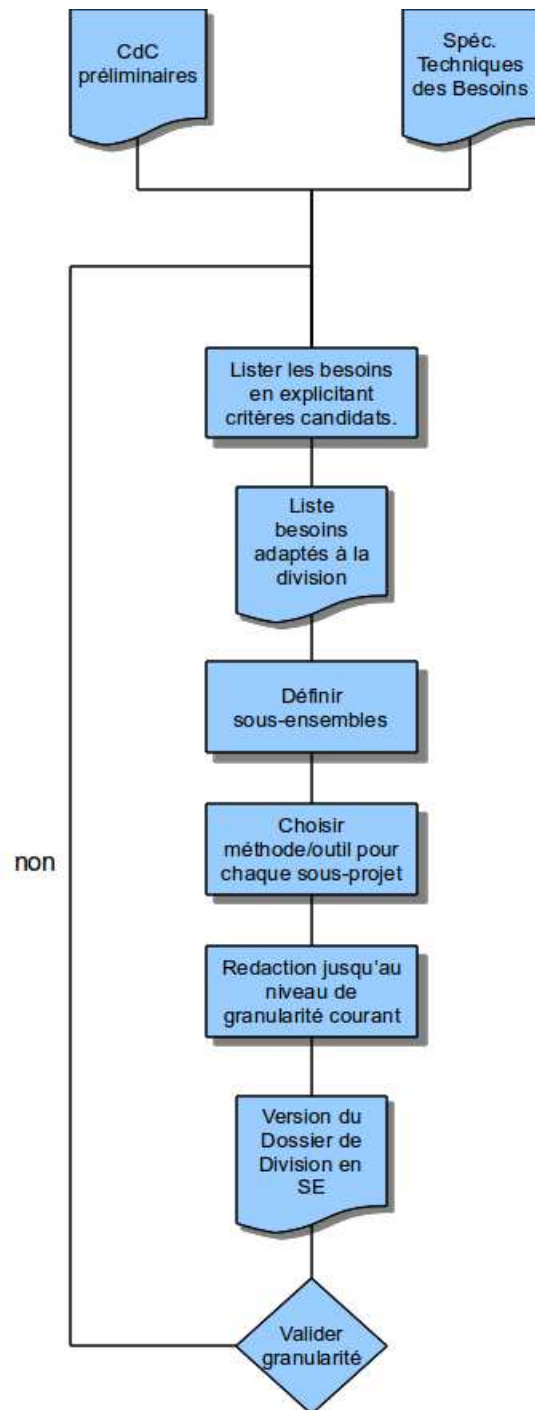 CdC
préliminaires
Spéc.
Techniques
des Besoins
Lister les besoins
en explicitant
critères candidats.
Liste
besoins
adaptés à la
division
Définir
sous-ensembles
Choisir
méthode/outil pour
chaque sous-projet
non
Redaction jusqu'au
niveau de
granularité courant
Version du
Dossier de
Division en
SE
Valider
granularité